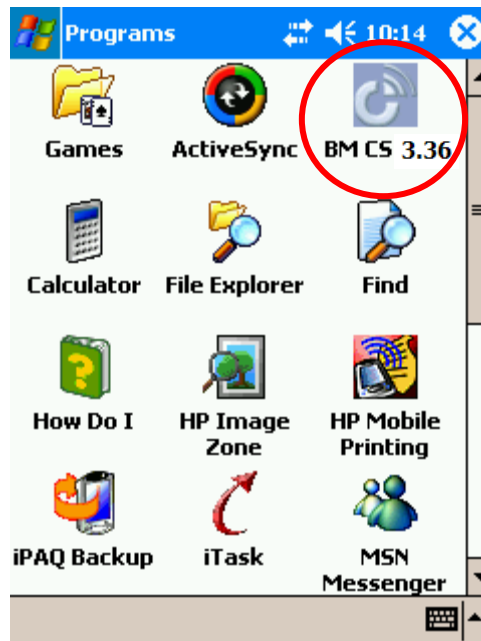 Programs 10:14
Games ActiveSync BM CS 3.36
Calculator File Explorer Find
How Do I HP Image HP Mobile
Zone Printing
iPAQ Backup iTask MSN
Messenger